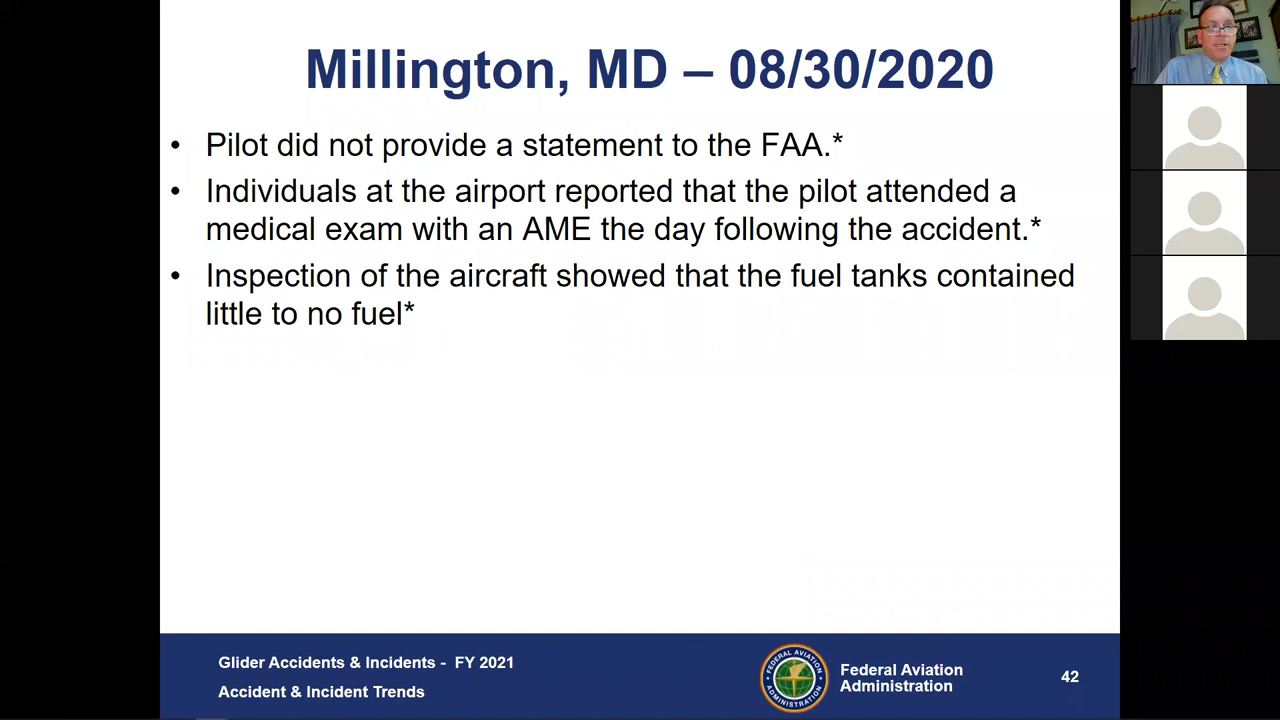 Millington, MD – 08/30/2020
• Pilot did not provide a statement to the FAA.*
• Individuals at the airport reported that the pilot attended a
medical exam with an AME the day following the accident.*
• Inspection of the aircraft showed that the fuel tanks contained
little to no fuel*
Glider Accidents & Incidents - FY 2021
Accident & Incident Trends
FEDERAL AVIATION
ADMINISTRATION
Federal Aviation
Administration
42